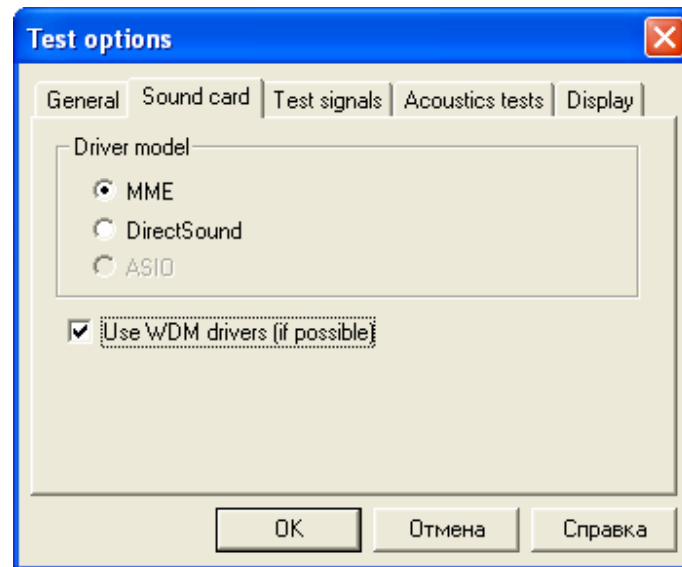 Test options
General Sound card Test signals Acoustics tests Display
Driver model
MME
DirectSound
ASIO
Use WDM drivers (if possible)
OK Отмена Справка